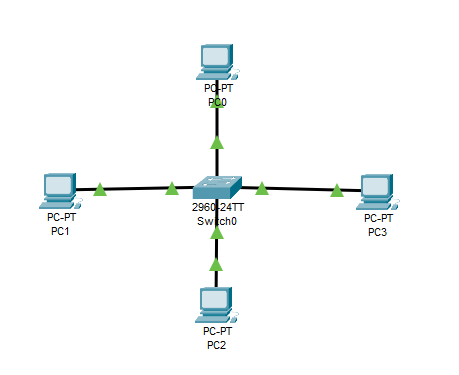 PC-PT
PC0
PC-PT
PC1
2960-24TT
Switch0
PC-PT
PC3
PC-PT
PC2